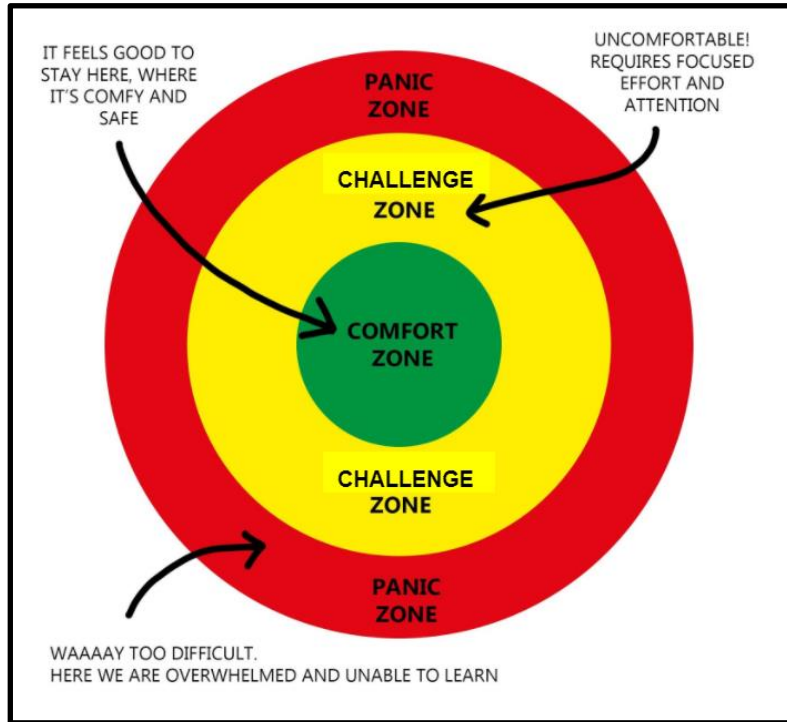 IT FEELS GOOD TO
STAY HERE, WHERE
IT'S COMFY AND
SAFE
UNCOMFORTABLE!
REQUIRES FOCUSED
EFFORT AND
ATTENTION
PANIC
ZONE
CHALLENGE
ZONE
COMFORT
ZONE
CHALLENGE
ZONE
PANIC
ZONE
WAAAAY TOO DIFFICULT.
HERE WE ARE OVERWHELMED AND UNABLE TO LEARN